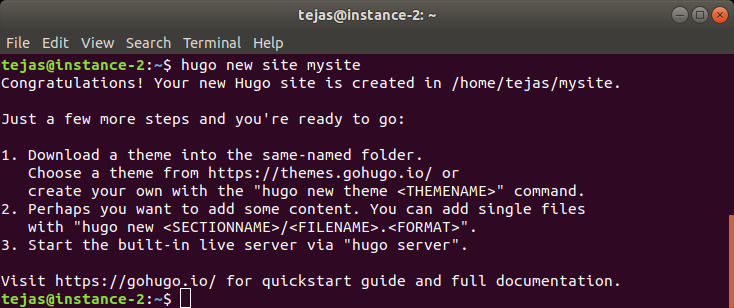 tejas@instance-2: ~
File Edit View Search Terminal Help
tejas@instance-2:~$ hugo new site mysite
Congratulations! Your new Hugo site is created in /home/tejas/mysite.
Just a few more steps and you're ready to go:
1. Download a theme into the same-named folder.
Choose a theme from https://themes.gohugo.io/ or
create your own with the "hugo new theme <THEMENAME>" command.
2. Perhaps you want to add some content. You can add single files
with "hugo new <SECTIONNAME>/<FILENAME>.<FORMAT>".
3. Start the built-in live server via "hugo server".
Visit https://gohugo.io/ for quickstart guide and full documentation.
tejas@instance-2:~$